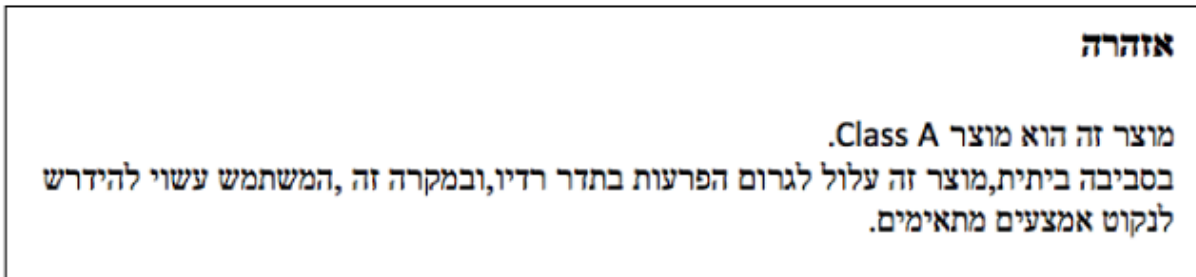 אזהרה
מוצר זה הוא מוצר Class A.
בסביבה ביתית,מוצר זה עלול לגרום הפרעות בתדר רדיו,ובמקרה זה ,המשתמש עשוי להידרש
לנקוט אמצעים מתאימים.